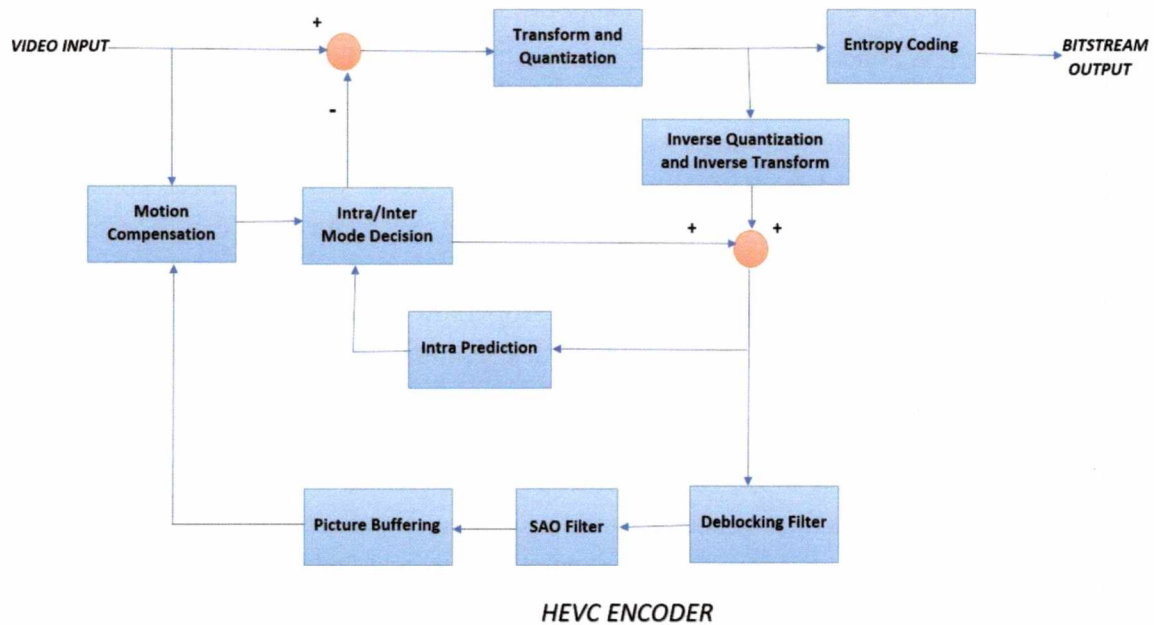 +
VIDEO INPUT
Transform and
Quantization
Entropy Coding
BITSTREAM
OUTPUT
-
Inverse Quantization
and Inverse Transform
Motion
Compensation
Intra/Inter
Mode Decision
+ +
Intra Prediction
Picture Buffering
SAO Filter
Deblocking Filter
HEVC ENCODER